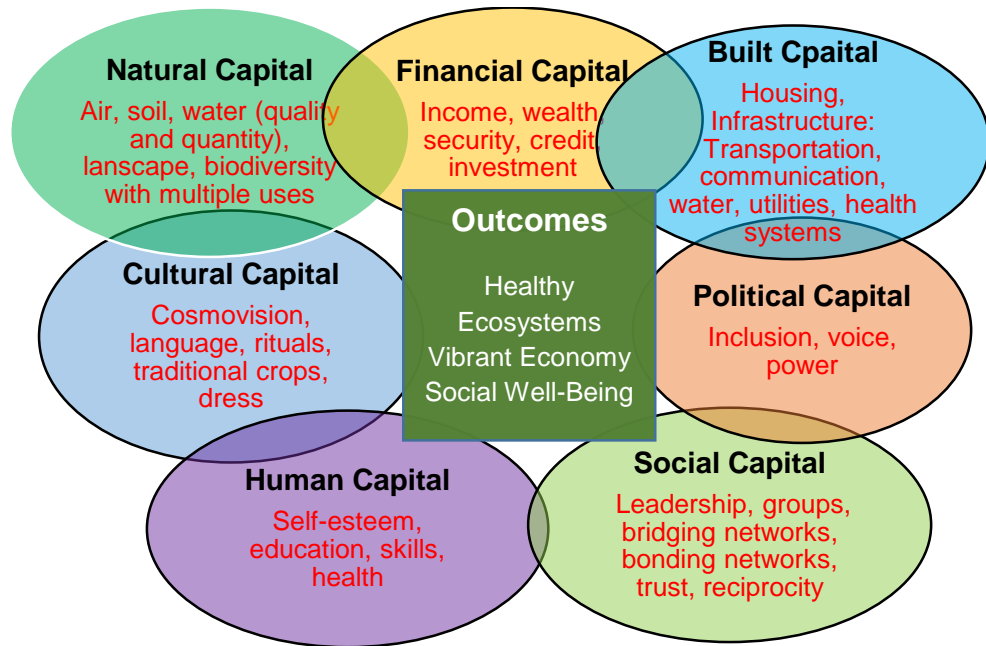 Natural Capital
Air, soil, water (quality
and quantity),
lanscape, biodiversity
with multiple uses
Financial Capital
Income, wealth,
security, credit,
investment
Built Cpaital
Housing,
Infrastructure:
Transportation,
communication,
water, utilities, health
systems
Outcomes
Healthy
Ecosystems
Vibrant Economy
Social Well-Being
Cultural Capital
Cosmovision,
language, rituals,
traditional crops,
dress
Political Capital
Inclusion, voice,
power
Human Capital
Self-esteem,
education, skills,
health
Social Capital
Leadership, groups,
bridging networks,
bonding networks,
trust, reciprocity